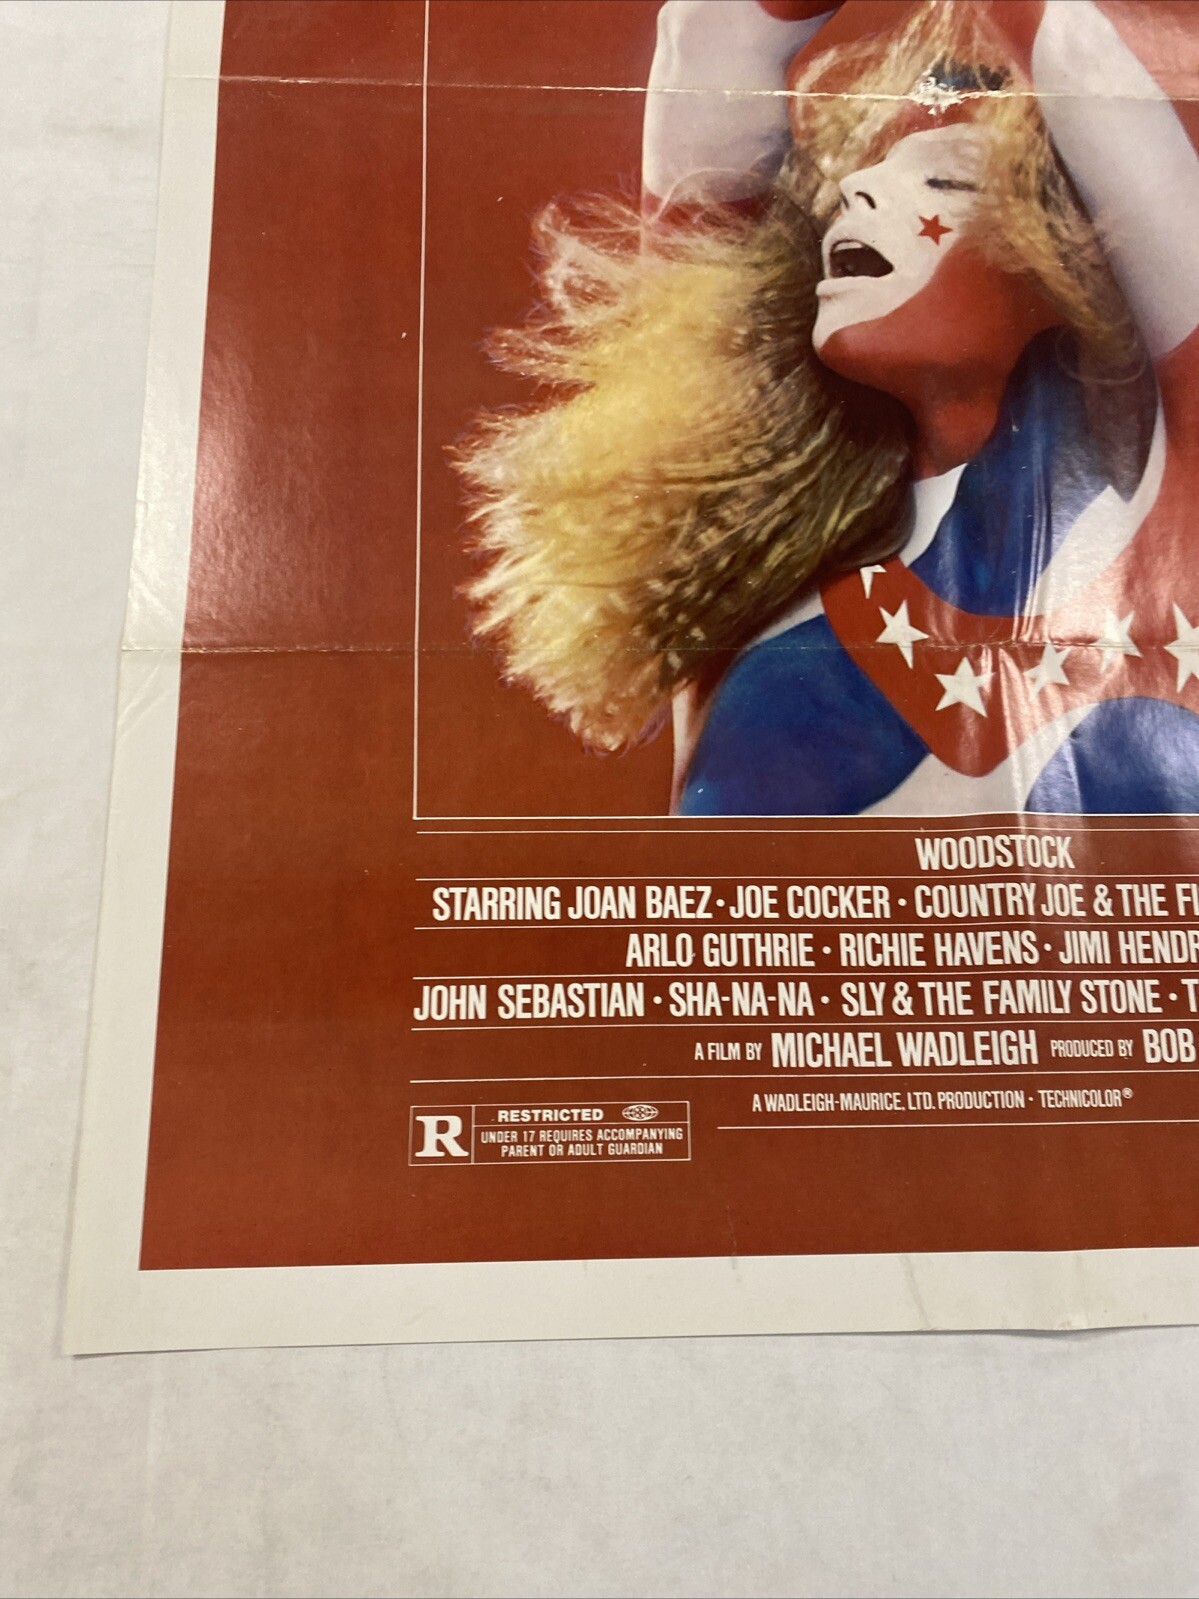 WOODSTOCK
STARRING JOAN BAEZ • JOE COCKER • COUNTRY JOE & THE
ARLO GUTHRIE • RICHIE HAVENS • JIMI HENDR
JOHN SEBASTIAN • SHA-NA-NA • SLY & THE FAMILY STONE • T
A FILM BY MICHAEL WADLEIGH PRODUCED BY BOB
A WADLEIGH-MAURICE, LTD. PRODUCTION • TECHNICOLOR®
R RESTRICTED
UNDER 17 REQUIRES ACCOMPANYING
PARENT OR ADULT GUARDIAN